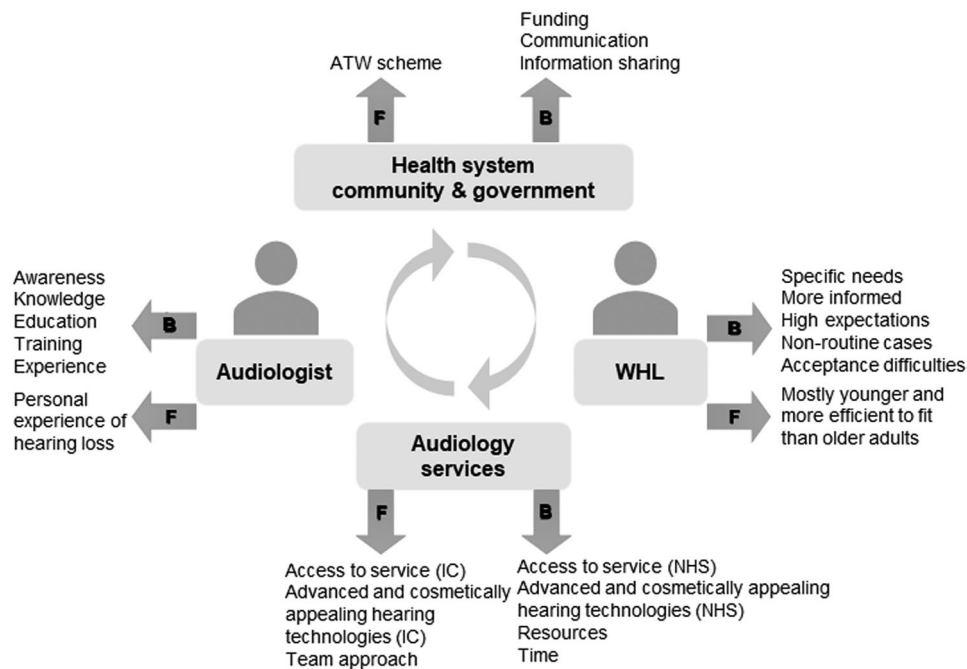 Funding
Communication
Information sharing
ATW scheme
F
B
Health system
community & government
Awareness
Knowledge
Education
Training
Experience
B
Personal
experience of
hearing loss
F
Audiologist
WHL
B
Specific needs
More informed
High expectations
Non-routine cases
Acceptance difficulties
F
Mostly younger and
more efficient to fit
than older adults
Audiology
services
F
B
Access to service (IC)
Advanced and cosmetically
appealing hearing
technologies (IC)
Team approach
Access to service (NHS)
Advanced and cosmetically appealing
hearing technologies (NHS)
Resources
Time